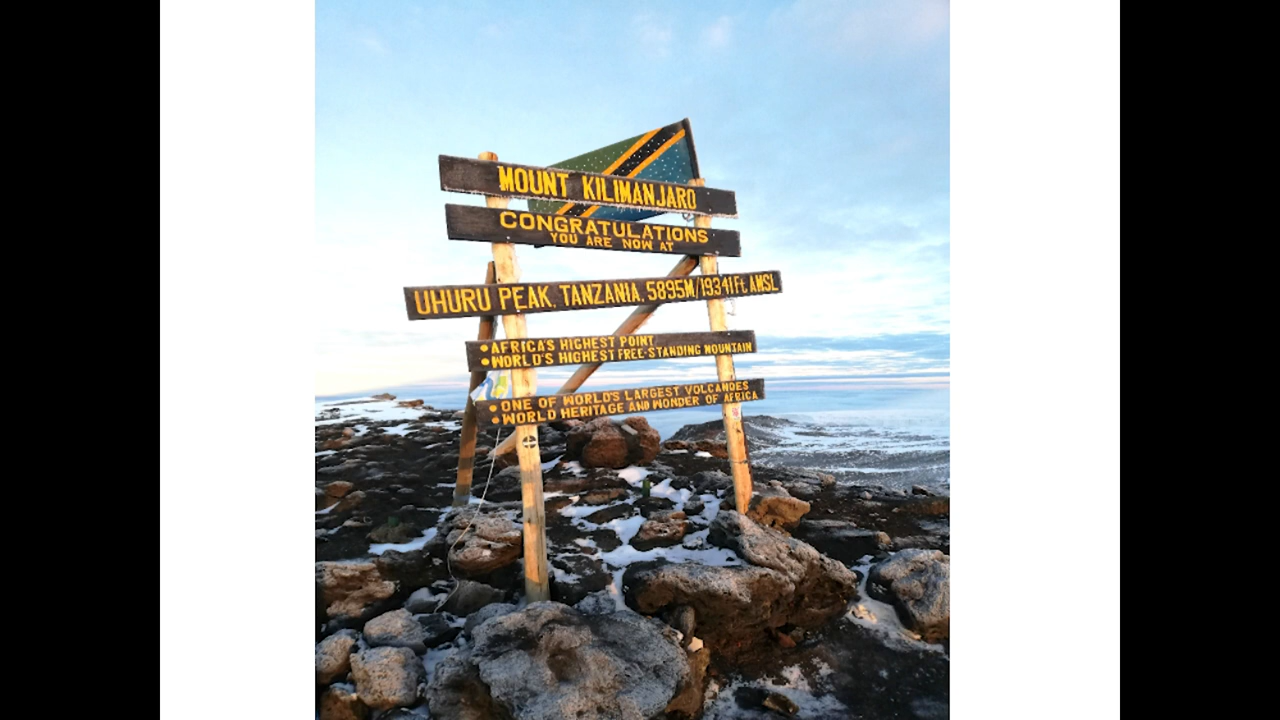 MOUNT KILIMANJARO
CONGRATULATIONS
YOU ARE NOW AT
UHURU PEAK, TANZANIA, 5895M/19341Ft AMSL
● AFRICA'S HIGHEST POINT
● WORLD'S HIGHEST FREE-STANDING MOUNTAIN
● ONE OF WORLD'S LARGEST VOLCANOES
● WORLD HERITAGE AND WONDER OF AFRICA